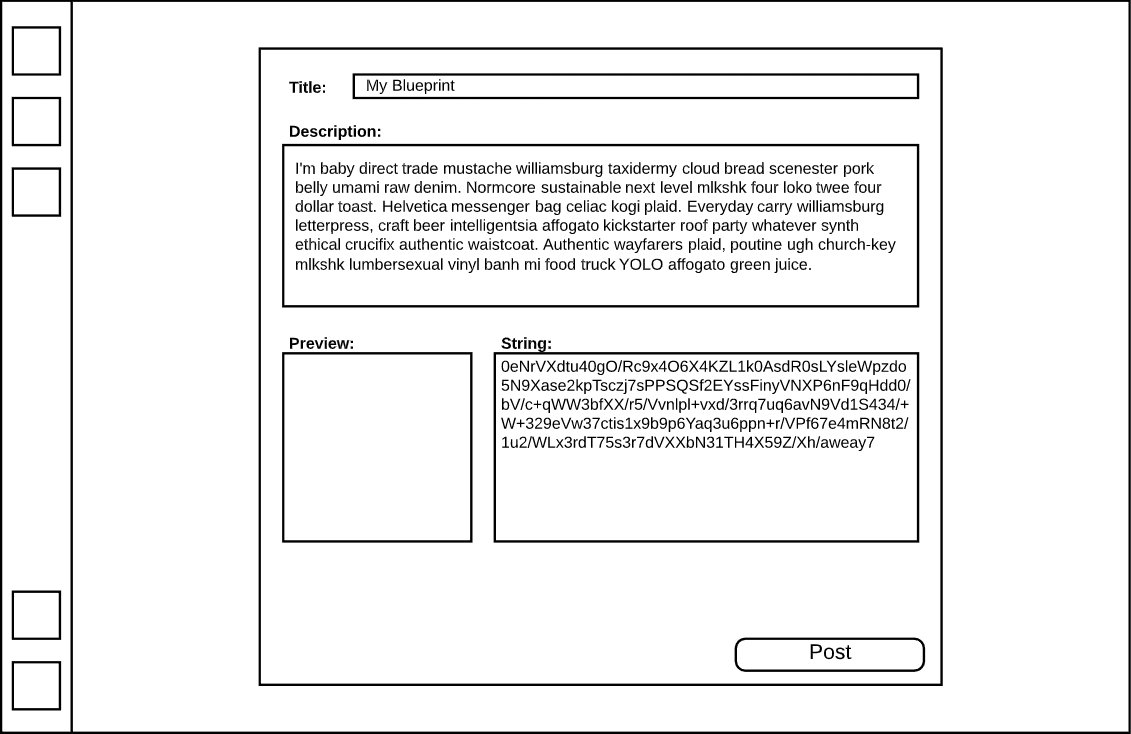 Title: My Blueprint
Description:
I'm baby direct trade mustache williamsburg taxidermy cloud bread scenester pork
belly umami raw denim. Normcore sustainable next level mlkshk four loko twee four
dollar toast. Helvetica messenger bag celiac kogi plaid. Everyday carry williamsburg
letterpress, craft beer intelligentsia affogato kickstarter roof party whatever synth
ethical crucifix authentic waistcoat. Authentic wayfarers plaid, poutine ugh church-key
mlkshk lumbersexual vinyl banh mi food truck YOLO affogato green juice.
Preview:
String:
0eNrVXdtu40gO/Rc9x4O6X4KZL1k0AsdR0sLYsleWpzdo
5N9Xase2kpTsczj7sPPSQSf2EYssFinyVNXP6nF9qHdd0/
bV/c+qWW3bfXX/r5/Vvnlpl+vxd/3rrq7uq6avN9Vd1S434/+
W+329eVw37ctis1x9b9p6Yaq3u6ppn+r/VPf67e4mRN8t2/
1u2/WLx3rdT75s3r7dVXXbN31TH4X59Z/Xh/aweay7
Post